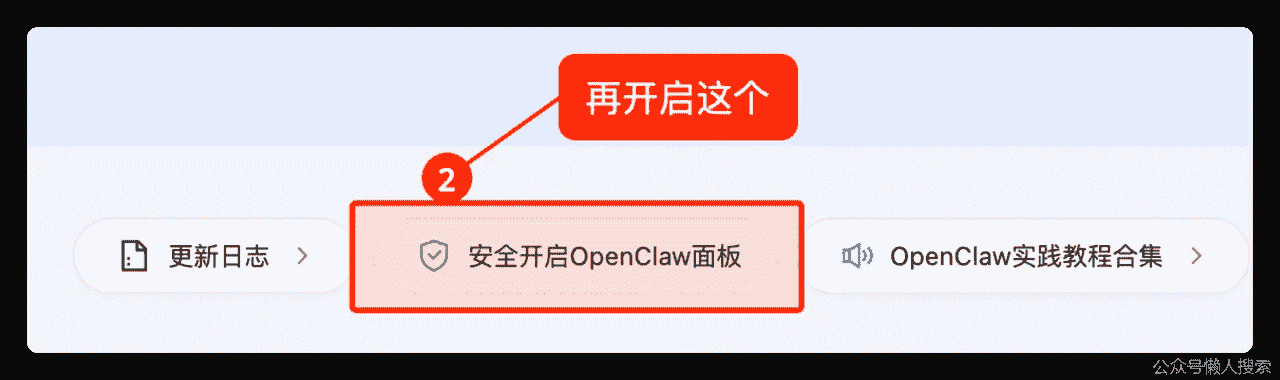 再开启这个
2
更新日志
安全开启OpenClaw面板
OpenClaw实践教程合集
公众号懒人搜索